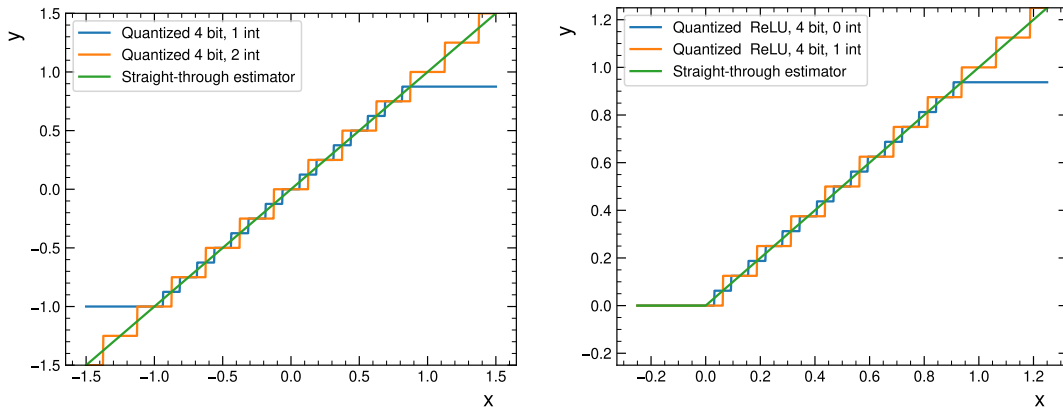 y
1.5
1.0
0.5
0.0
−0.5
−1.0
−1.5
−1.5 −1.0 −0.5 0.0 0.5 1.0 1.5
x
Quantized 4 bit, 1 int
Quantized 4 bit, 2 int
Straight-through estimator
y
1.2
1.0
0.8
0.6
0.4
0.2
0.0
−0.2
−0.2 0.0 0.2 0.4 0.6 0.8 1.0 1.2
x
Quantized ReLU, 4 bit, 0 int
Quantized ReLU, 4 bit, 1 int
Straight-through estimator